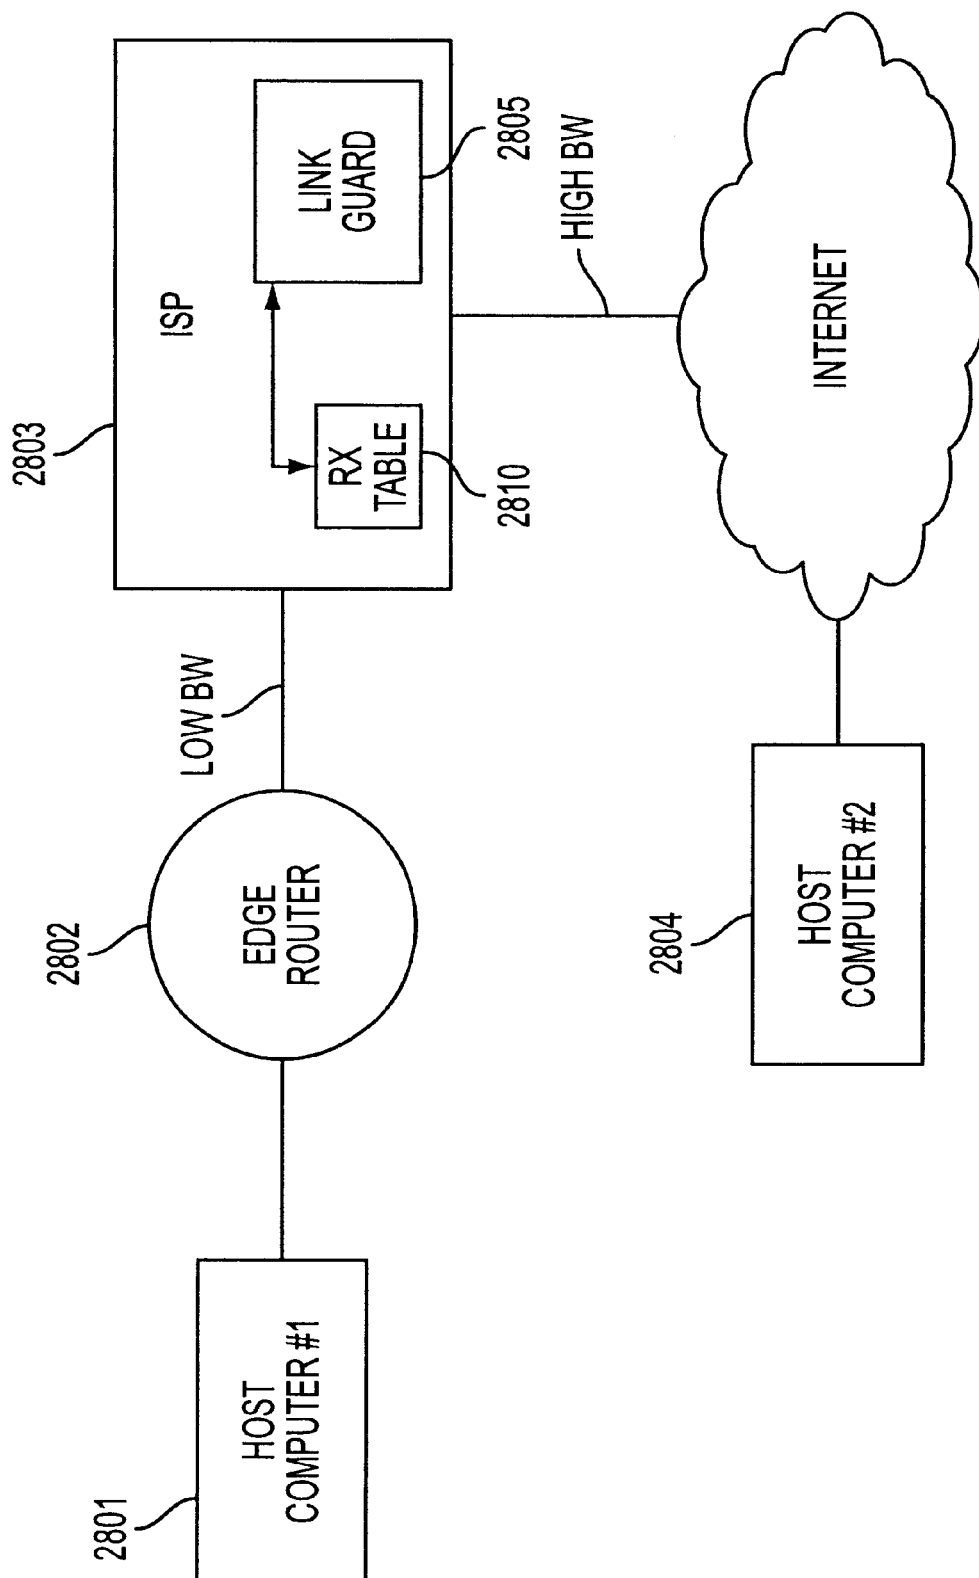 2801
HOST
COMPUTER #1
2802
EDGE
ROUTER
LOW BW
2803
ISP
RX
TABLE
2810
LINK
GUARD
2805
HIGH BW
INTERNET
2804
HOST
COMPUTER #2